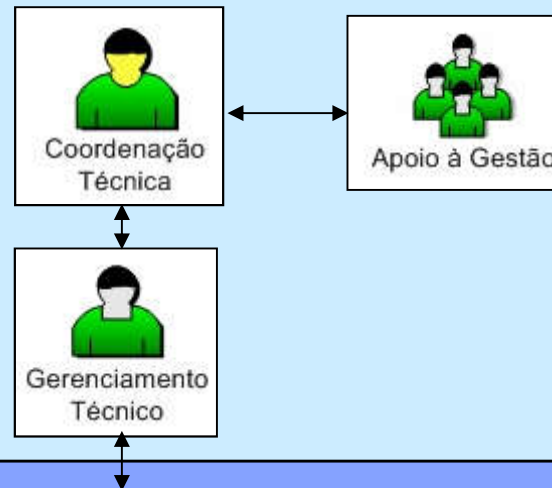 Coordenação
Técnica
Apoio à Gestão
Gerenciamento
Técnico